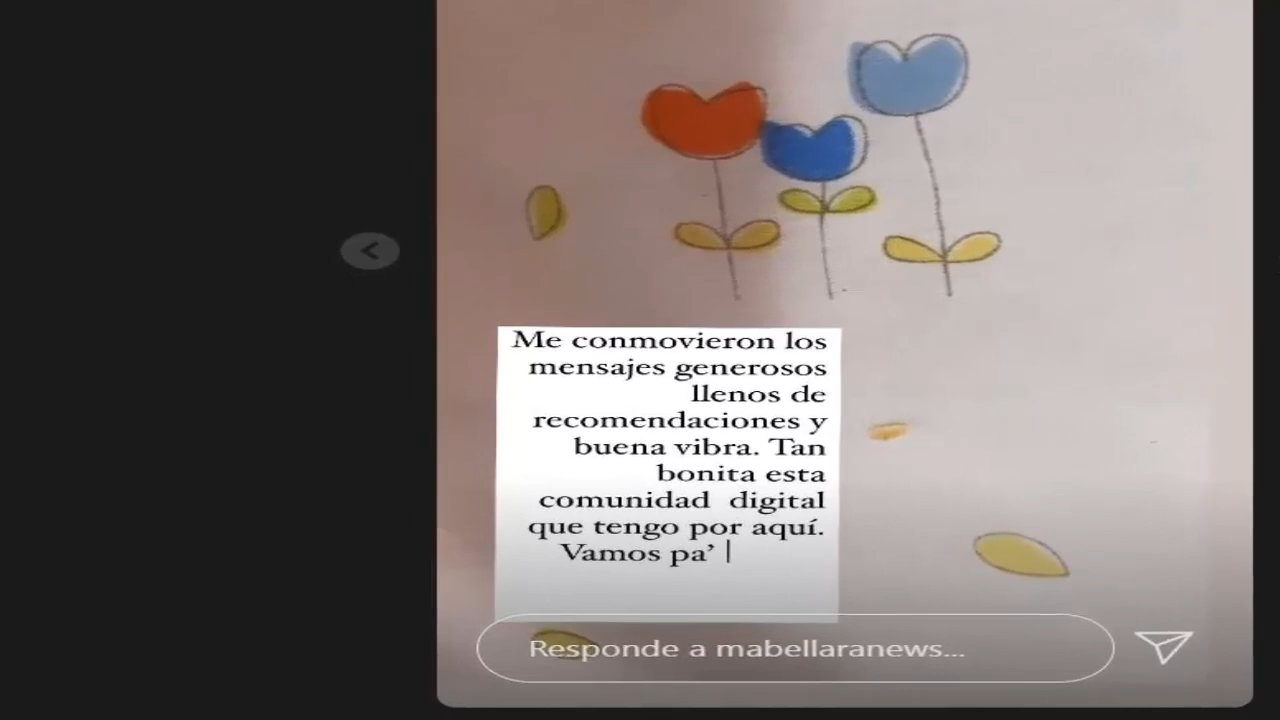 Me conmovieron los
mensajes generosos
llenos de
recomendaciones y
buena vibra. Tan
bonita esta
comunidad digital
que tengo por aquí.
Vamos pa’
Responde a mabellaranews...